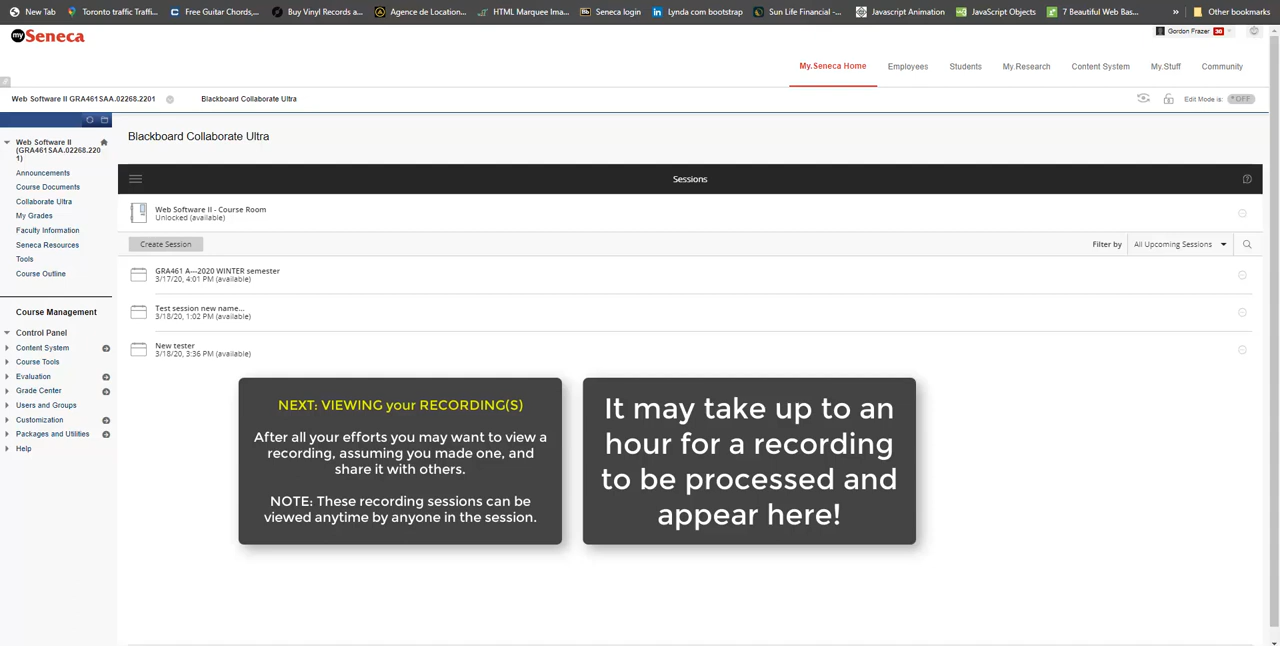 New Tab
Toronto traffic Traffi...
Free Guitar Chords,...
Buy Vinyl Records a...
Agence de Location...
HTML Marquee Ima...
Seneca login
Lynda com bootstrap
Sun Life Financial -...
Javascript Animation
JavaScript Objects
7 Beautiful Web Bas...
»
Other bookmarks
my Seneca
Gordon Frazer 36
My.Seneca Home
Employees
Students
My.Research
Content System
My.Stuff
Community
Web Software II GRA461SAA.02268.2201
Blackboard Collaborate Ultra
Edit Mode is: OFF
Web Software II
(GRA461SAA.02268.220
1)
Announcements
Course Documents
Collaborate Ultra
My Grades
Faculty Information
Seneca Resources
Tools
Course Outline
Course Management
Control Panel
Content System
Course Tools
Evaluation
Grade Center
Users and Groups
Customization
Packages and Utilities
Help
Blackboard Collaborate Ultra
Sessions
Web Software II - Course Room
Unlocked (available)
Create Session
Filter by
All Upcoming Sessions
GRA461 A---2020 WINTER semester
3/17/20, 4:01 PM (available)
Test session new name...
3/18/20, 1:02 PM (available)
New tester
3/18/20, 3:36 PM (available)
NEXT: VIEWING your RECORDING(S)
After all your efforts you may want to view a
recording, assuming you made one, and
share it with others.
NOTE: These recording sessions can be
viewed anytime by anyone in the session.
It may take up to an
hour for a recording
to be processed and
appear here!